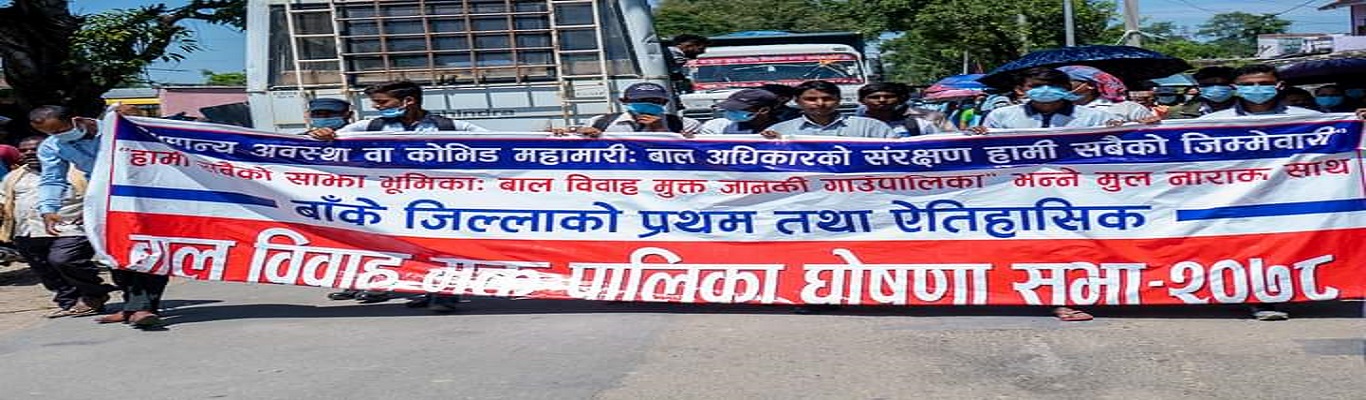 "सामान्य अवस्था वा कोभिड महामारी: बाल अधिकारको संरक्षण हामी सबैको जिम्मेवारी"
"हामी सबैको साझा भूमिका: बाल विवाह मुक्त जानकी गाउँपालिका" भन्ने मुल नाराक साथ
बाँके जिल्लाको प्रथम तथा ऐतिहासिक
बाल विवाह मुक्त पालिका घोषणा सभा-२०७८